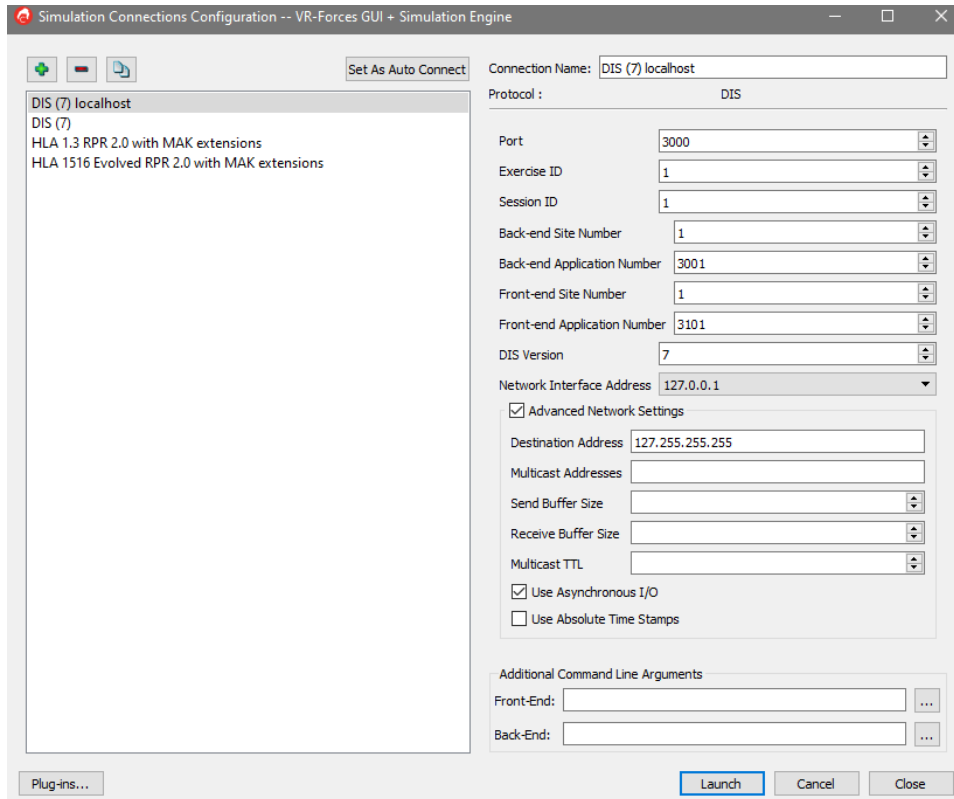 Simulation Connections Configuration -- VR-Forces GUI + Simulation Engine
Set As Auto Connect
DIS (7) localhost
DIS (7)
HLA 1.3 RPR 2.0 with MAK extensions
HLA 1516 Evolved RPR 2.0 with MAK extensions
Connection Name: DIS (7) localhost
Protocol : DIS
Port 3000
Exercise ID 1
Session ID 1
Back-end Site Number 1
Back-end Application Number 3001
Front-end Site Number 1
Front-end Application Number 3101
DIS Version 7
Network Interface Address 127.0.0.1
Advanced Network Settings
Destination Address 127.255.255.255
Multicast Addresses
Send Buffer Size
Receive Buffer Size
Multicast TTL
Use Asynchronous I/O
Use Absolute Time Stamps
Additional Command Line Arguments
Front-End: ...
Back-End: ...
Plug-ins... Launch Cancel Close